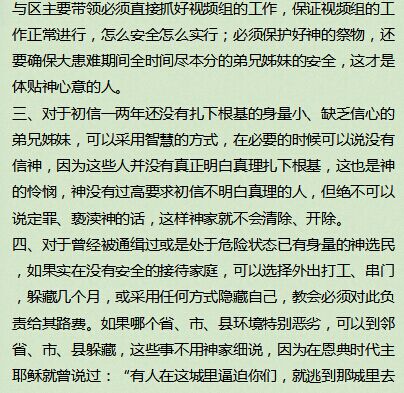 与区主要带领必须直接抓好视频组的工作，保证视频组的工
作正常进行，怎么安全怎么实行；必须保护好神的祭物，还
要确保大患难期间全时间尽本分的弟兄姊妹的安全，这才是
体贴神心意的人。
三、对于初信一两年还没有扎下根基的身量小、缺乏信心的
弟兄姊妹，可以采用智慧的方式，在必要的时候可以说没有
信神，因为这些人并没有真正明白真理扎下根基，这也是神
的怜悯，神没有过高要求初信不明白真理的人，但绝不可以
说定罪、亵渎神的话，这样神家就不会清除、开除。
四、对于曾经被通缉过或是处于危险状态已有身量的神选民
，如果实在没有安全的接待家庭，可以选择外出打工、串门
，躲藏几个月，或采用任何方式隐藏自己，教会必须对此负
责给其路费。如果哪个省、市、县环境特别恶劣，可以到邻
省、市、县躲藏，这些事不用神家细说，因为在恩典时代主
耶稣就曾说过：“有人在这城里逼迫你们，就逃到那城里去